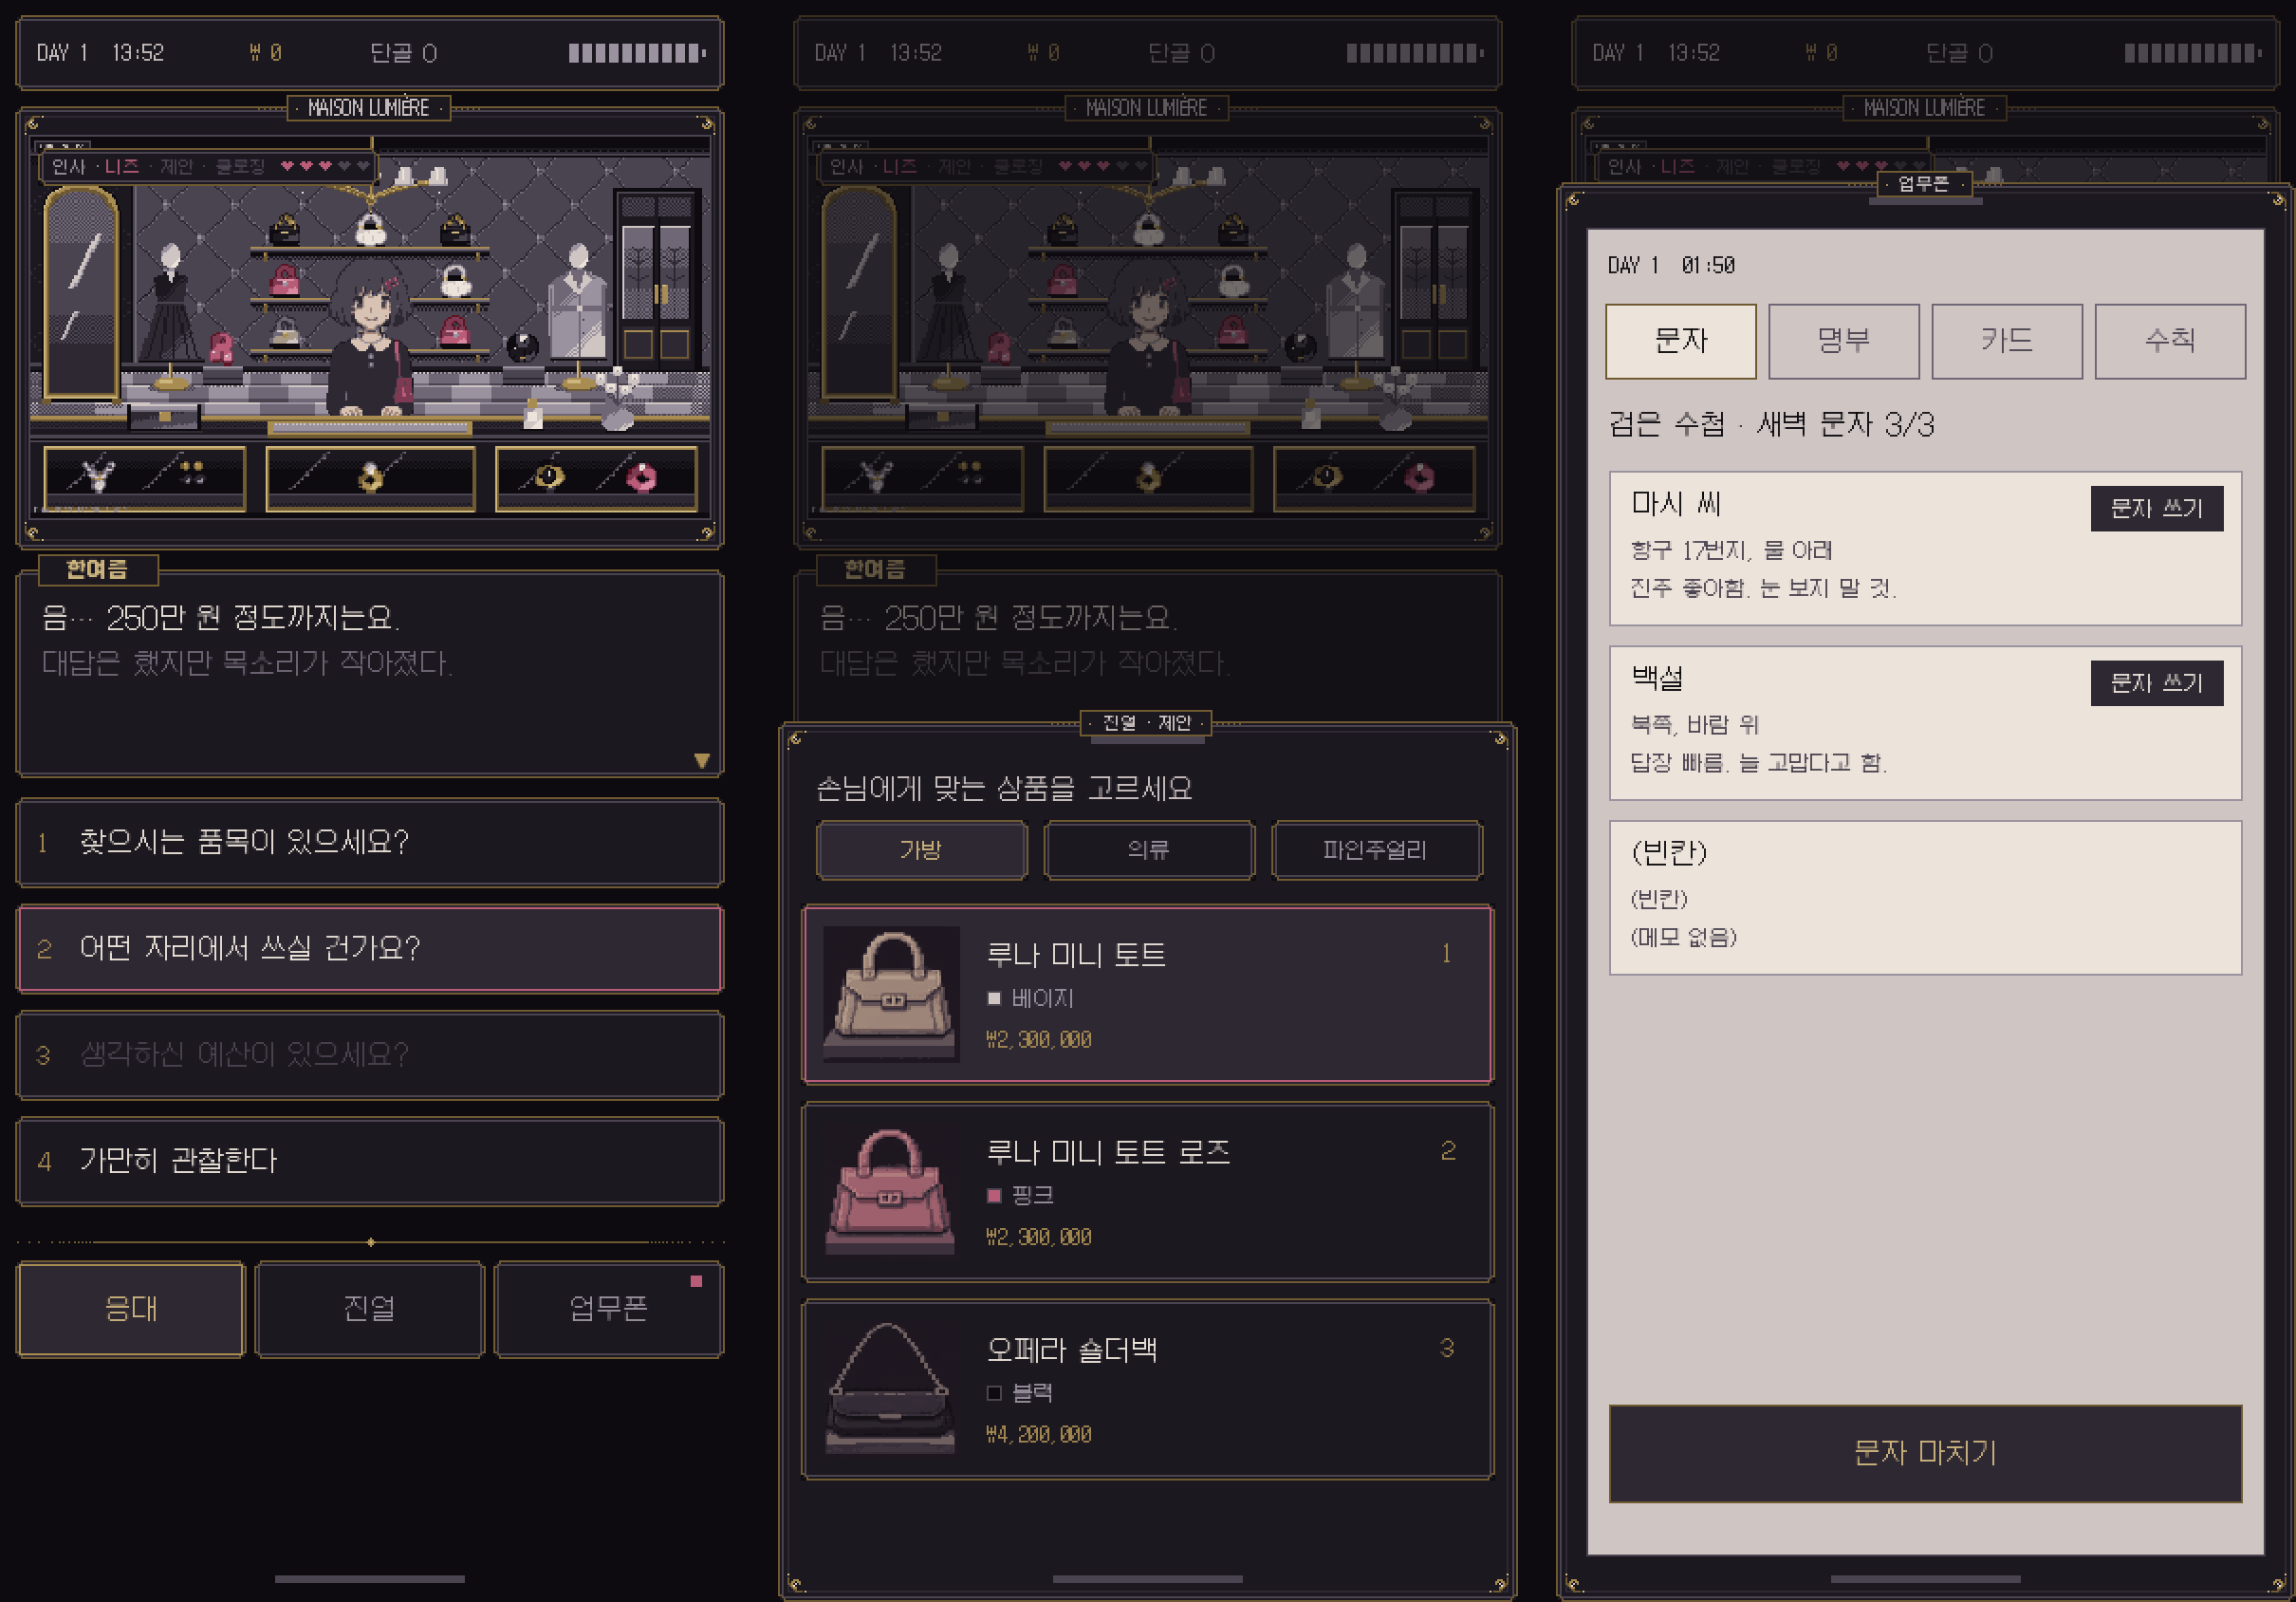 DAY 1 13:52 ₩ 0 단골 0
MAISON LUMIÈRE
인사 · 니즈 · 제안 · 클로징
한여름
음… 250만 원 정도까지는요.
대답은 했지만 목소리가 작아졌다.
1 찾으시는 품목이 있으세요?
2 어떤 자리에서 쓰실 건가요?
3 생각하신 예산이 있으세요?
4 가만히 관찰한다
응대
진열
업무폰
DAY 1 13:52 ₩ 0 단골 0
MAISON LUMIÈRE
인사 · 니즈 · 제안 · 클로징
한여름
음… 250만 원 정도까지는요.
대답은 했지만 목소리가 작아졌다.
· 진열 · 제안 ·
손님에게 맞는 상품을 고르세요
가방
의류
파인주얼리
루나 미니 토트 1
베이지
₩2,300,000
루나 미니 토트 로즈 2
핑크
₩2,300,000
오페라 숄더백 3
블랙
₩4,200,000
DAY 1 13:52 ₩ 0 단골 0
MAISON LUMIÈRE
인사 · 니즈 · 제안 · 클로징
· 업무폰 ·
DAY 1 01:50
문자
명부
카드
수칙
검은 수첩 · 새벽 문자 3/3
마시 씨
문자 쓰기
항구 17번지, 물 아래
진주 좋아함. 눈 보지 말 것.
백설
문자 쓰기
북쪽, 바람 위
답장 빠름. 늘 고맙다고 함.
(빈칸)
(빈칸)
(메모 없음)
문자 마치기